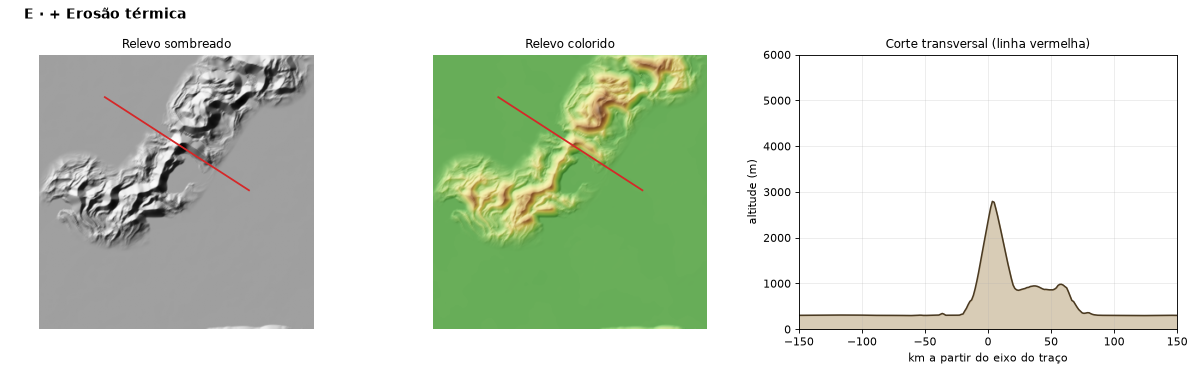 E · + Erosão térmica
Relevo sombreado
Relevo colorido
Corte transversal (linha vermelha)
6000
5000
4000
3000
2000
1000
0
altitude (m)
−150
−100
−50
0
50
100
150
km a partir do eixo do traço